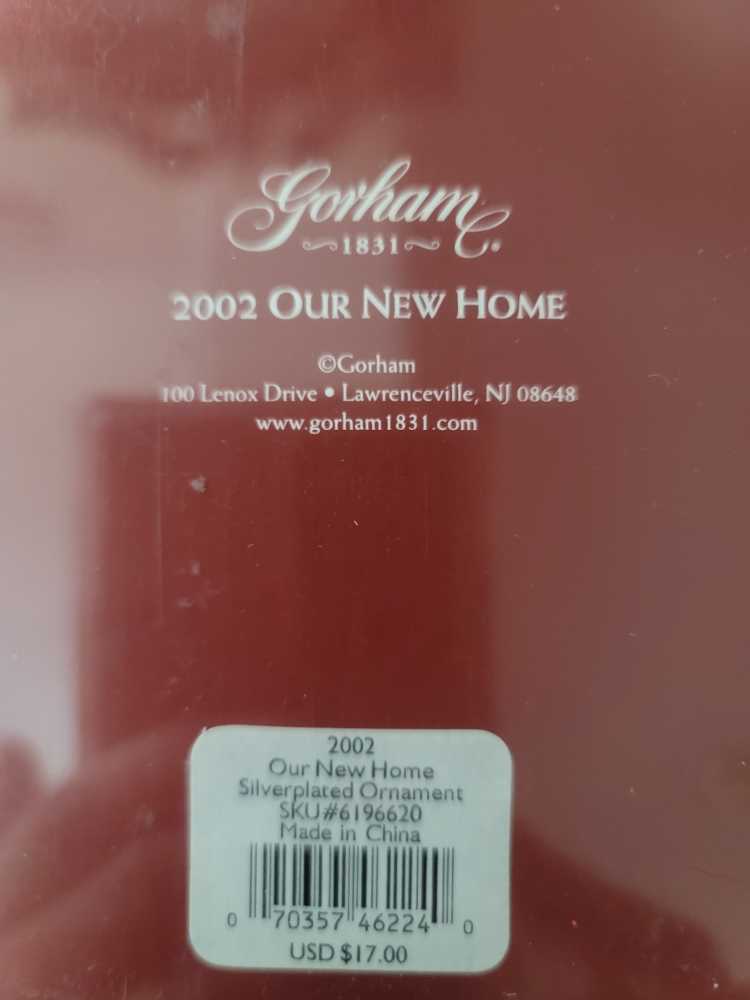 Gorham
1831
2002 OUR NEW HOME
©Gorham
100 Lenox Drive • Lawrenceville, NJ 08648
www.gorham1831.com
2002
Our New Home
Silverplated Ornament
SKU#6196620
Made in China
0 70357 46224 0
USD $17.00